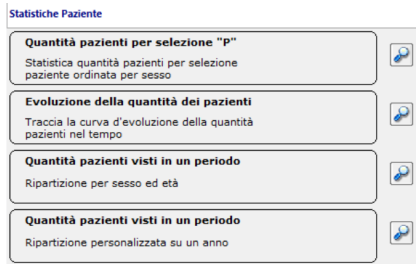 Statistiche Paziente
Quantità pazienti per selezione "P"
Statistica quantità pazienti per selezione
paziente ordinata per sesso
Evoluzione della quantità dei pazienti
Traccia la curva d'evoluzione della quantità
pazienti nel tempo
Quantità pazienti visti in un periodo
Ripartizione per sesso ed età
Quantità pazienti visti in un periodo
Ripartizione personalizzata su un anno